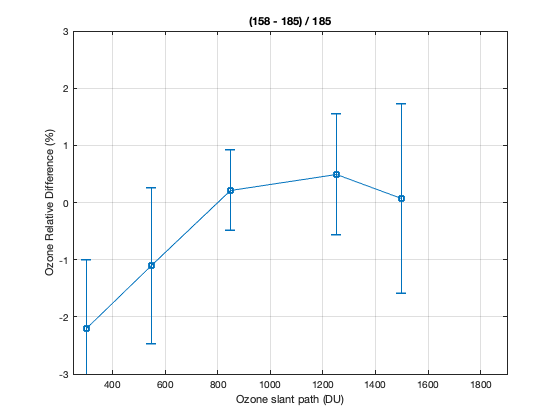 (158 - 185) / 185
Ozone Relative Difference (%)
3
2
1
0
-1
-2
-3
400 600 800 1000 1200 1400 1600 1800
Ozone slant path (DU)